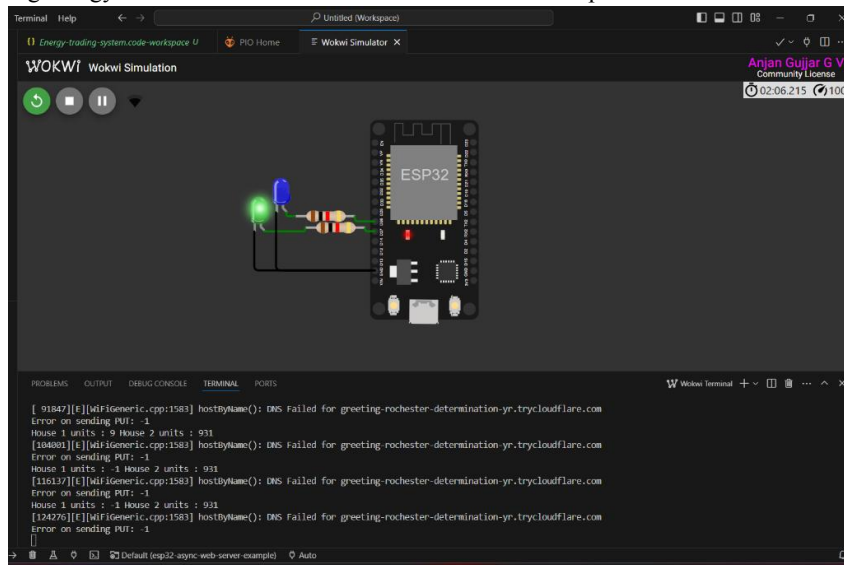 Terminal Help Untitled (Workspace)
{} Energy-trading-system.code-workspace U PIO Home Wokwi Simulator
WOKWI Wokwi Simulation
Anjan Gujjar G V
Community License
02:06.215 100
ESP32
PROBLEMS OUTPUT DEBUG CONSOLE TERMINAL PORTS Wokwi Terminal
[ 91847][E][WiFiGeneric.cpp:1583] hostByName(): DNS Failed for greeting-rochester-determination-yr.trycloudflare.com
Error on sending PUT: -1
House 1 units : 9 House 2 units : 931
[104001][E][WiFiGeneric.cpp:1583] hostByName(): DNS Failed for greeting-rochester-determination-yr.trycloudflare.com
Error on sending PUT: -1
House 1 units : -1 House 2 units : 931
[116137][E][WiFiGeneric.cpp:1583] hostByName(): DNS Failed for greeting-rochester-determination-yr.trycloudflare.com
Error on sending PUT: -1
House 1 units : -1 House 2 units : 931
[124276][E][WiFiGeneric.cpp:1583] hostByName(): DNS Failed for greeting-rochester-determination-yr.trycloudflare.com
Error on sending PUT: -1
Default (esp32-async-web-server-example) Auto